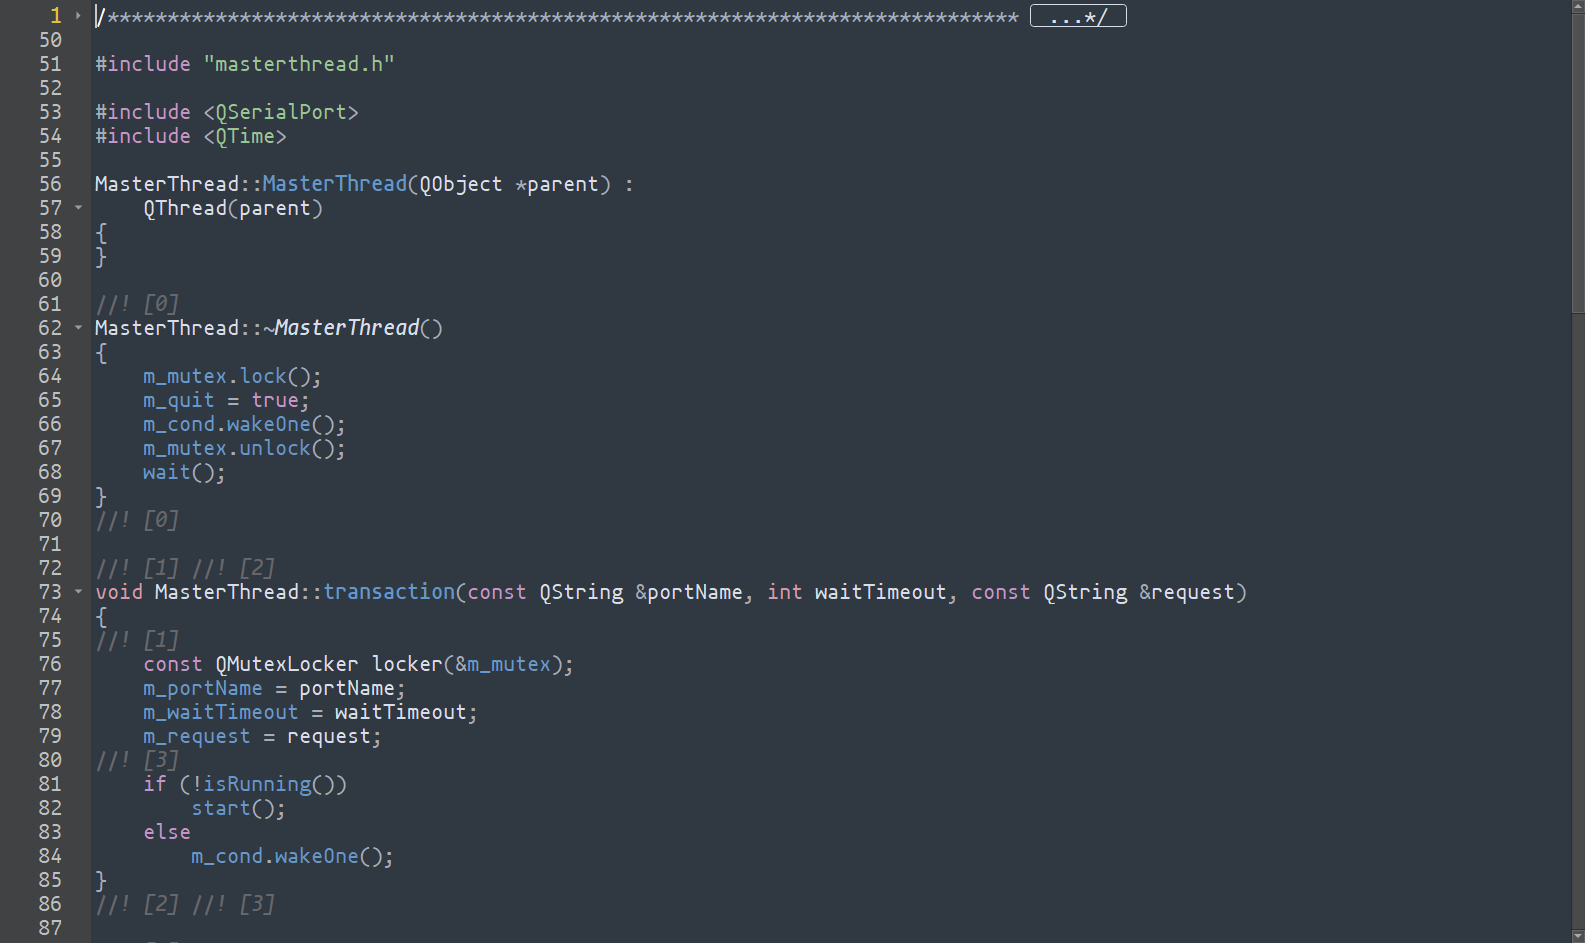 1 /**************************************************************************** ...*/
50
51 #include "masterthread.h"
52
53 #include <QSerialPort>
54 #include <QTime>
55
56 MasterThread::MasterThread(QObject *parent) :
57     QThread(parent)
58 {
59 }
60
61 //! [0]
62 MasterThread::~MasterThread()
63 {
64     m_mutex.lock();
65     m_quit = true;
66     m_cond.wakeOne();
67     m_mutex.unlock();
68     wait();
69 }
70 //! [0]
71
72 //! [1] //! [2]
73 void MasterThread::transaction(const QString &portName, int waitTimeout, const QString &request)
74 {
75 //! [1]
76     const QMutexLocker locker(&m_mutex);
77     m_portName = portName;
78     m_waitTimeout = waitTimeout;
79     m_request = request;
80 //! [3]
81     if (!isRunning())
82         start();
83     else
84         m_cond.wakeOne();
85 }
86 //! [2] //! [3]
87